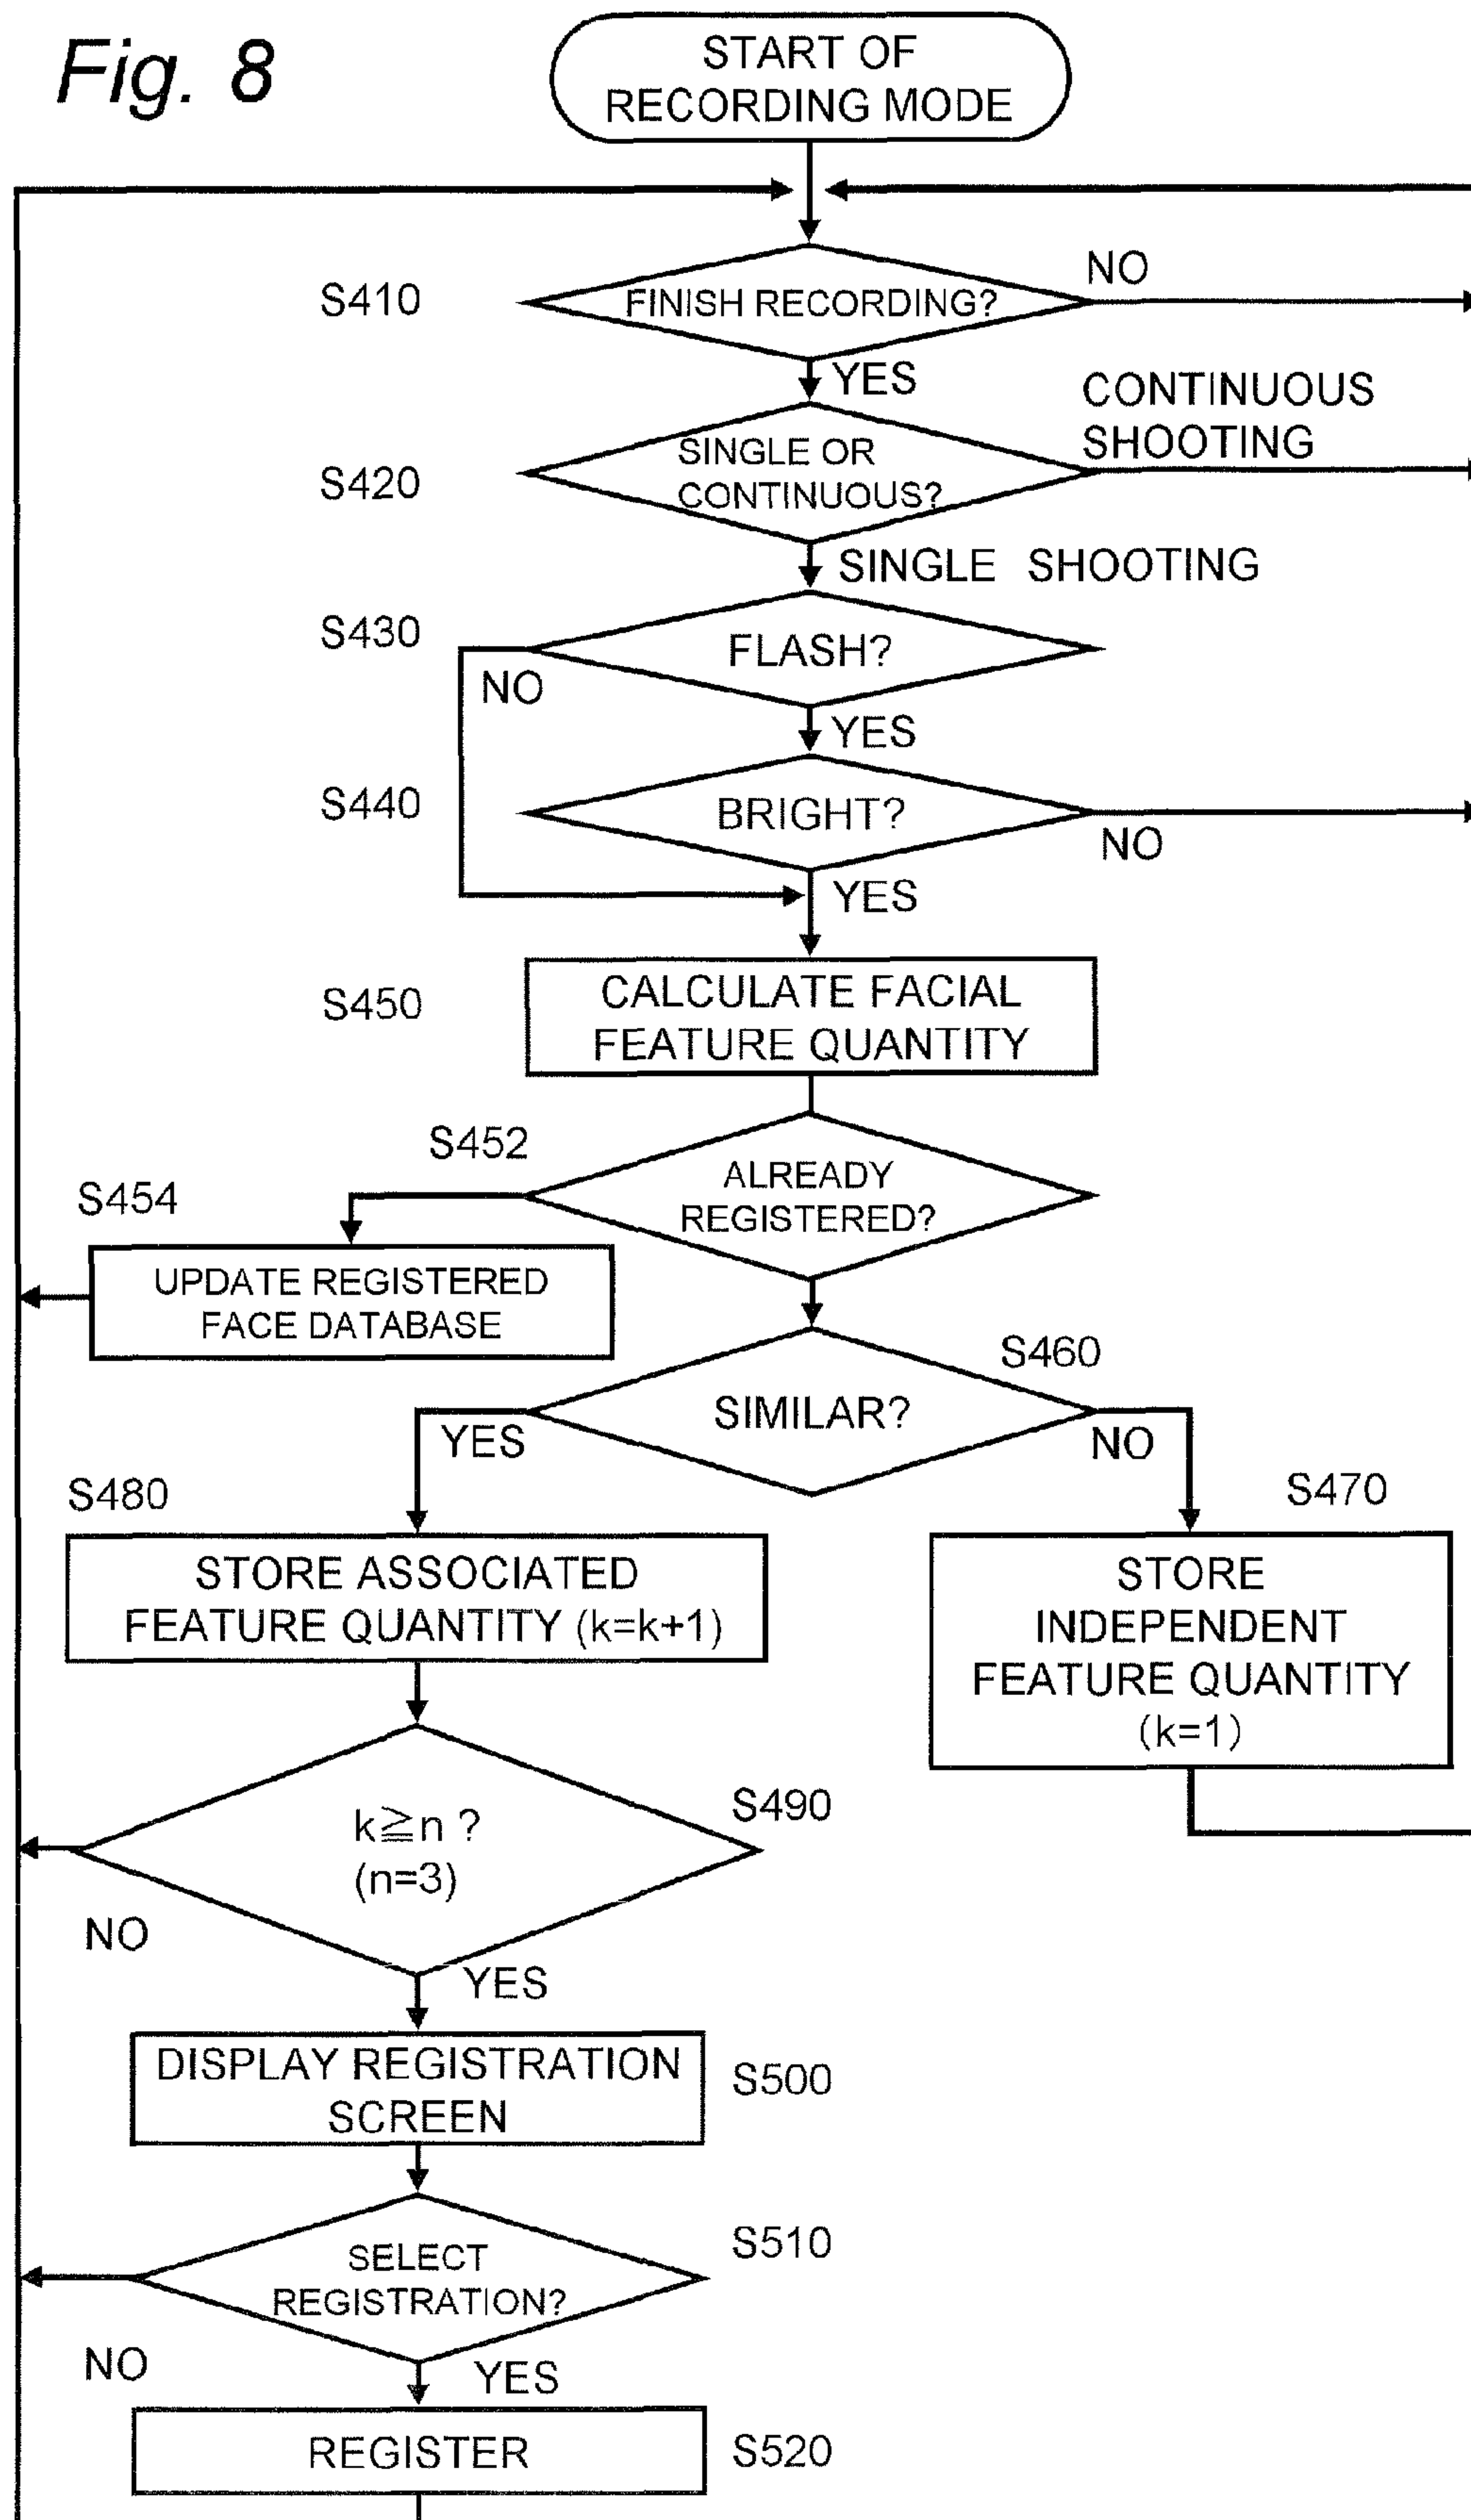 Fig. 8
START OF
RECORDING MODE
S410
FINISH RECORDING?
NO
YES
CONTINUOUS
SHOOTING
S420
SINGLE OR
CONTINUOUS?
SINGLE SHOOTING
S430
FLASH?
NO
YES
S440
BRIGHT?
NO
YES
S450
CALCULATE FACIAL
FEATURE QUANTITY
S452
ALREADY
REGISTERED?
S454
UPDATE REGISTERED
FACE DATABASE
S460
SIMILAR?
YES
NO
S480
STORE ASSOCIATED
FEATURE QUANTITY (k=k+1)
S470
STORE
INDEPENDENT
FEATURE QUANTITY
(k=1)
S490
k≧n ?
(n=3)
NO
YES
DISPLAY REGISTRATION
SCREEN
S500
S510
SELECT
REGISTRATION?
NO
YES
REGISTER
S520